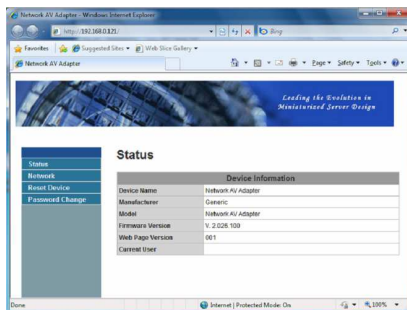 Network AV Adapter - Windows Internet Explorer
http://192.168.0.121/
Bing
Favorites
Suggested Sites
Web Slice Gallery
Network AV Adapter
Page
Safety
Tools
Leading the Evolution in
Miniaturized Server Design
Status
Network
Reset Device
Password Change
Status
Device Information
Device Name Network AV Adapter
Manufacturer Generic
Model Network AV Adapter
Firmware Version V. 2.026.100
Web Page Version 001
Current User
Done
Internet | Protected Mode: On
100%